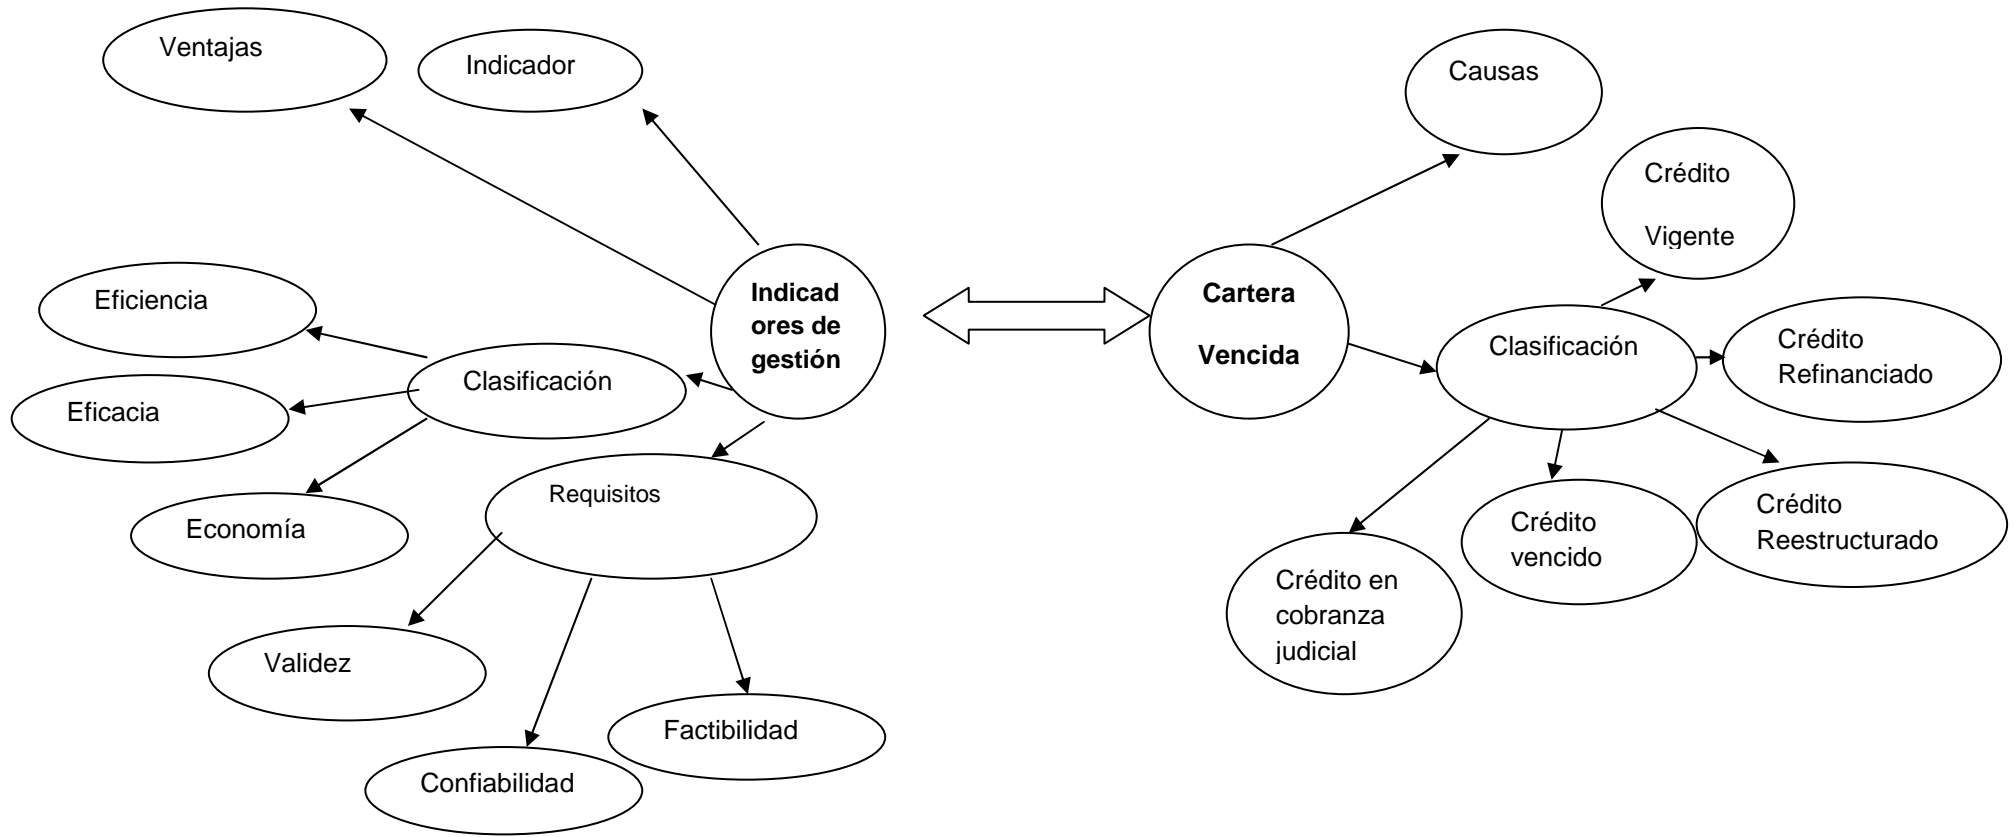 Ventajas
Indicador
Causas
Crédito
Vigente
Indicad
ores de
gestión
Cartera
Vencida
Eficiencia
Clasificación
Eficacia
Economía
Requisitos
Validez
Confiabilidad
Factibilidad
Clasificación
Crédito
Refinanciado
Crédito
Reestructurado
Crédito
vencido
Crédito en
cobranza
judicial